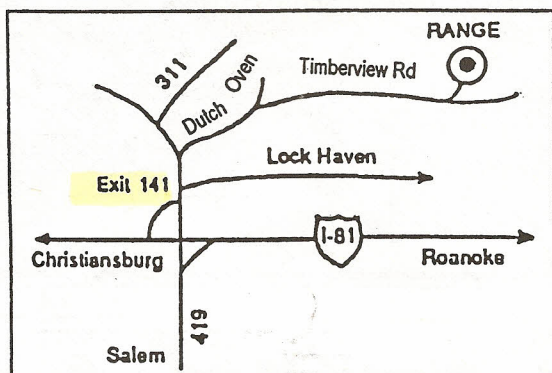 RANGE
311
Dutch Oven
Timberview Rd
Lock Haven
Exit 141
I-81
Christiansburg
Roanoke
419
Salem